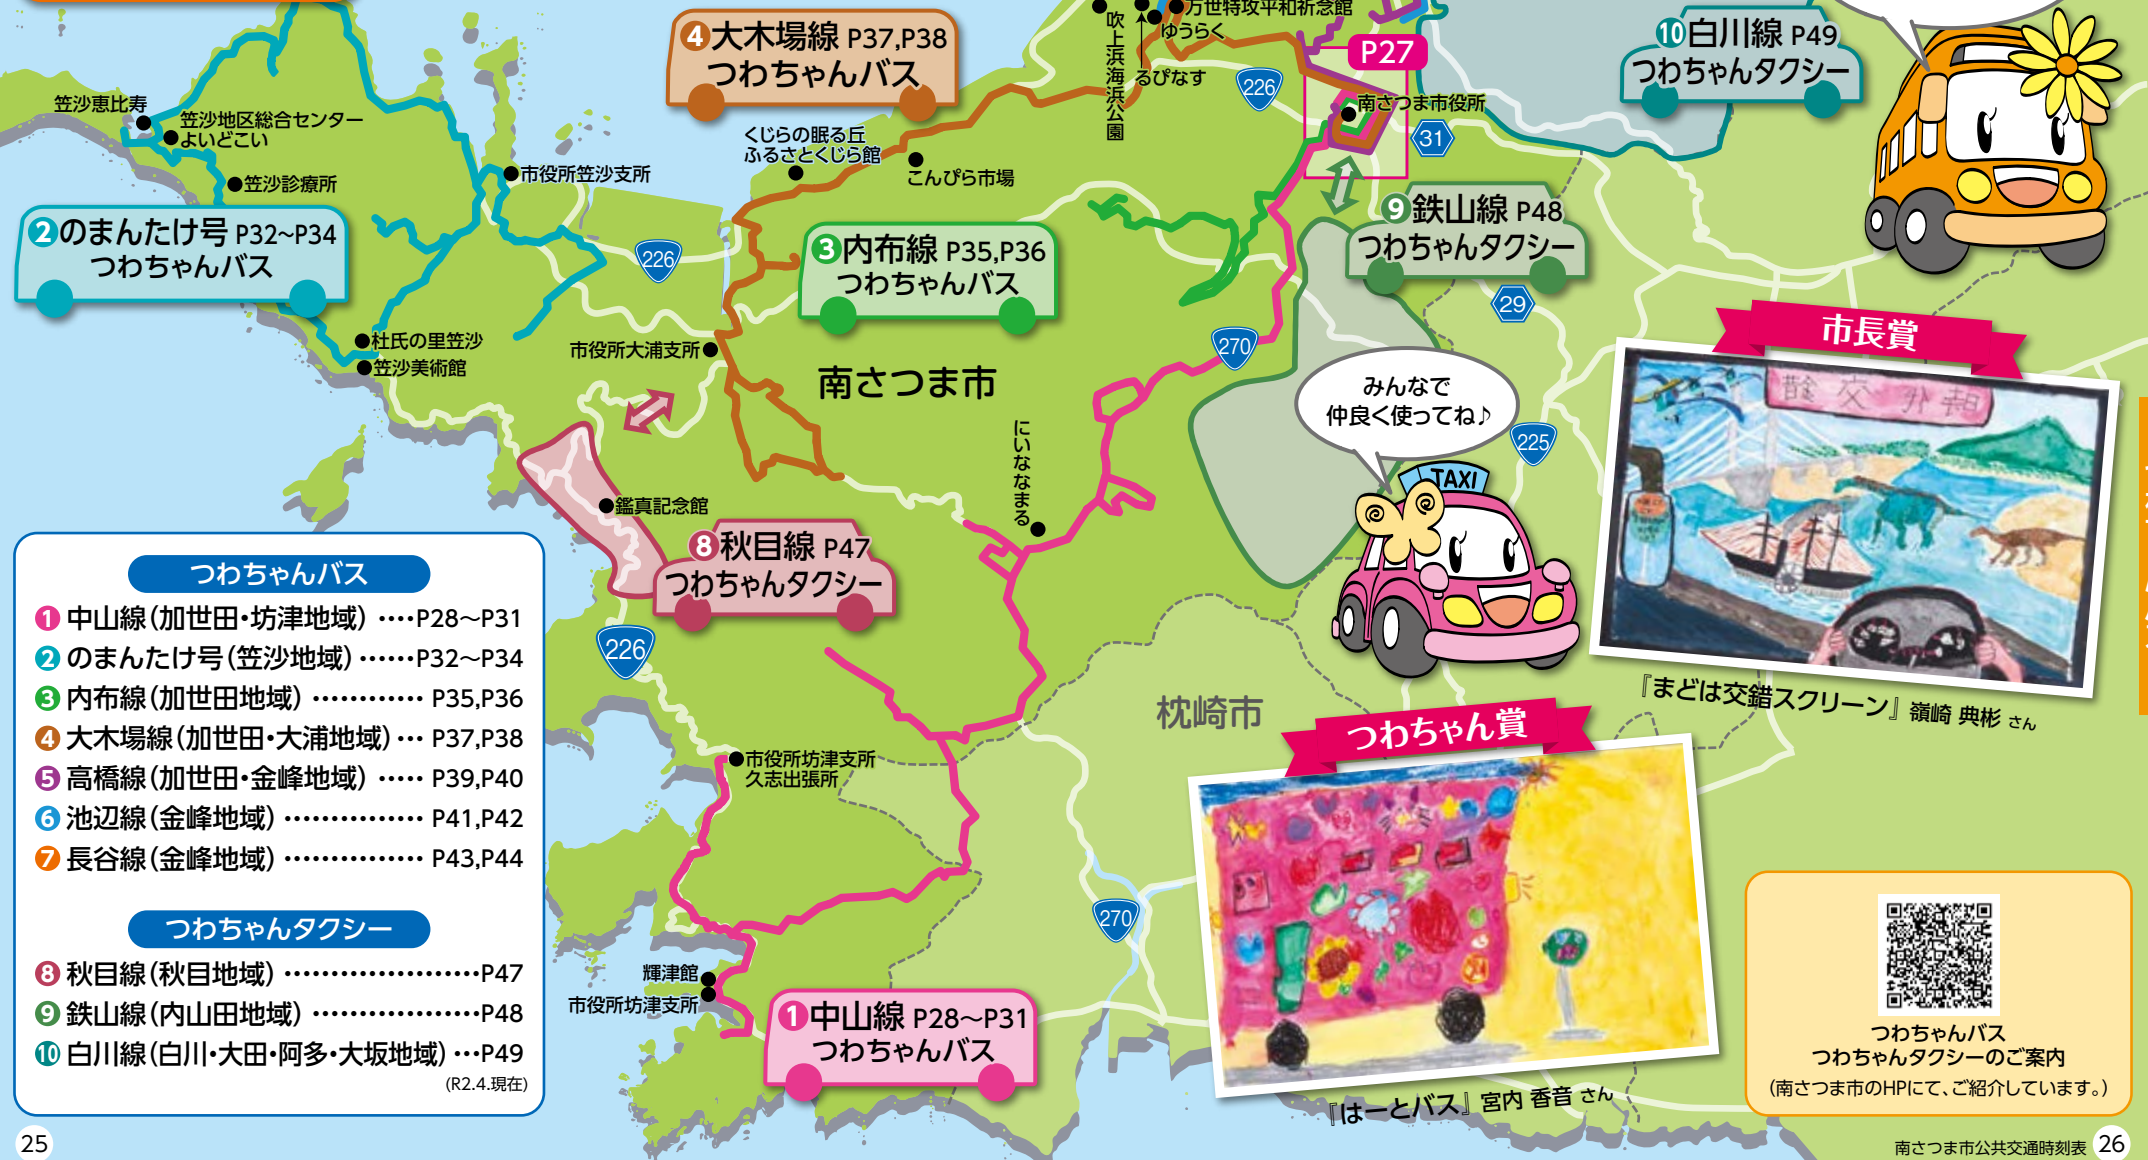 万世特攻平和祈念館
ゆうらく
るぴなす
吹上浜海浜公園
④大木場線 P37,P38
つわちゃんバス
P27
⑩白川線 P49
つわちゃんタクシー
226
南さつま市役所
31
笠沙恵比寿
笠沙地区総合センター
よいどこい
笠沙診療所
市役所笠沙支所
くじらの眠る丘
ふるさとくじら館
こんぴら市場
②のまんたけ号 P32~P34
つわちゃんバス
226
③内布線 P35,P36
つわちゃんバス
⑨鉄山線 P48
つわちゃんタクシー
29
杜氏の里笠沙
笠沙美術館
市役所大浦支所
南さつま市
270
みんなで
仲良く使ってね♪
225
TAXI
市長賞
『まどは交錯スクリーン』 嶺崎 典彬 さん
にいななまる
鑑真記念館
⑧秋目線 P47
つわちゃんタクシー
226
枕崎市
つわちゃん賞
『はーとバス』 宮内 香音 さん
市役所坊津支所
久志出張所
270
輝津館
市役所坊津支所
①中山線 P28〜P31
つわちゃんバス
つわちゃんバス
①中山線(加世田・坊津地域)‥‥P28〜P31
②のまんたけ号(笠沙地域)‥‥‥P32〜P34
③内布線(加世田地域)‥‥‥‥‥‥P35,P36
④大木場線(加世田・大浦地域)…P37,P38
⑤高橋線(加世田・金峰地域)‥‥‥P39,P40
⑥池辺線(金峰地域)‥‥‥‥‥‥‥P41,P42
⑦長谷線(金峰地域)‥‥‥‥‥‥‥P43,P44
つわちゃんタクシー
⑧秋目線(秋目地域)‥‥‥‥‥‥‥‥‥‥P47
⑨鉄山線(内山田地域)‥‥‥‥‥‥‥‥‥P48
⑩白川線(白川・大田・阿多・大坂地域)…P49
(R2.4.現在)
つわちゃんバス
つわちゃんタクシーのご案内
(南さつま市のHPにて、ご紹介しています。)
25
南さつま市公共交通時刻表 26